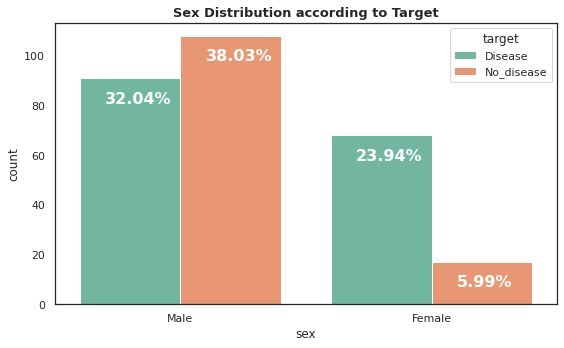 Sex Distribution according to Target
target
Disease
No_disease
count
100
80
60
40
20
0
32.04%
38.03%
23.94%
5.99%
Male
Female
sex